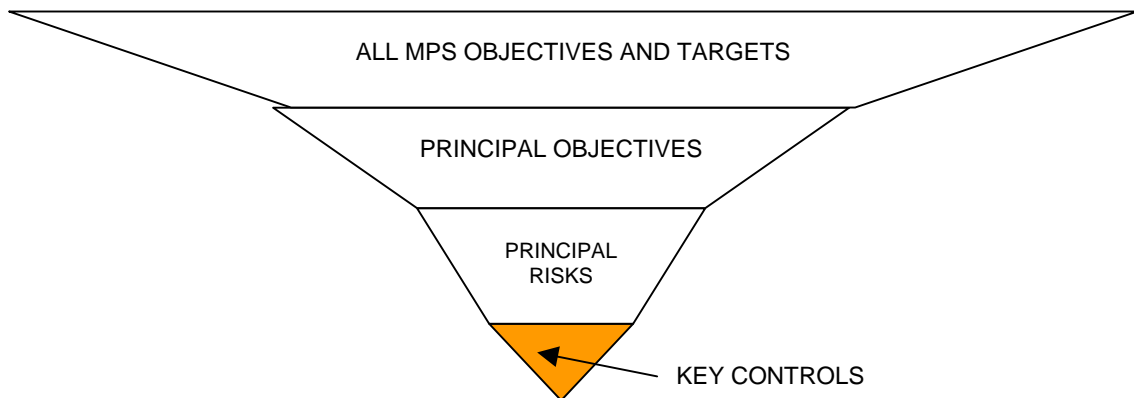 ALL MPS OBJECTIVES AND TARGETS
PRINCIPAL OBJECTIVES
PRINCIPAL
RISKS
KEY CONTROLS